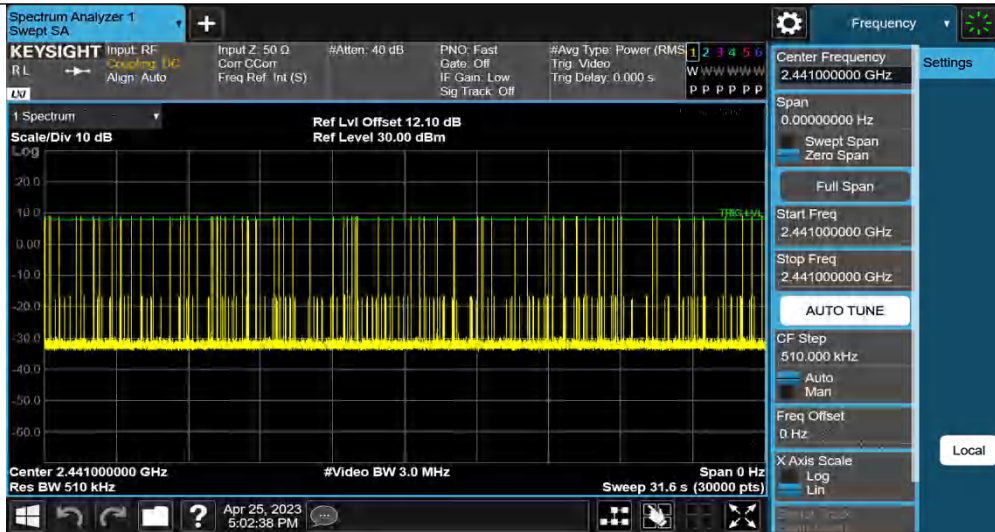 Spectrum Analyzer 1
Swept SA
Frequency
KEYSIGHT
RL
LXI
Input: RF
Coupling: DC
Align: Auto
Input Z: 50 Ω
Corr CCorr
Freq Ref: Int (S)
#Atten: 40 dB
PNO: Fast
Gate: Off
IF Gain: Low
Sig Track: Off
#Avg Type: Power (RMS
Trig: Video
Trig Delay: 0.000 s
1 2 3 4 5 6
W W W W W W
P P P P P P
1 Spectrum
Scale/Div 10 dB
Ref Lvl Offset 12.10 dB
Ref Level 30.00 dBm
Log
20.0
10.0
0.00
-10.0
-20.0
-30.0
-40.0
-50.0
-60.0
TRIG LVL
Center 2.441000000 GHz
Res BW 510 kHz
#Video BW 3.0 MHz
Span 0 Hz
Sweep 31.6 s (30000 pts)
Center Frequency
2.441000000 GHz
Settings
Span
0.00000000 Hz
Swept Span
Zero Span
Full Span
Start Freq
2.441000000 GHz
Stop Freq
2.441000000 GHz
AUTO TUNE
CF Step
510.000 kHz
Auto
Man
Freq Offset
0 Hz
X Axis Scale
Log
Lin
Local
Signal Track
?
Apr 25, 2023
5:02:38 PM